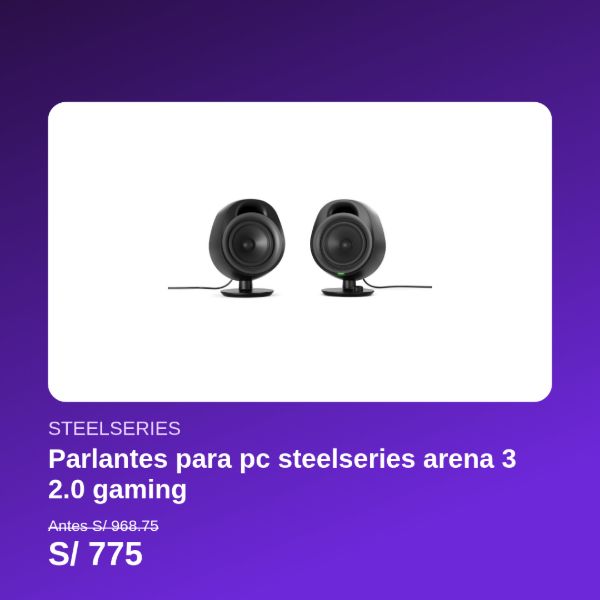 STEELSERIES
Parlantes para pc steelseries arena 3
2.0 gaming
Antes S/ 968.75
S/ 775